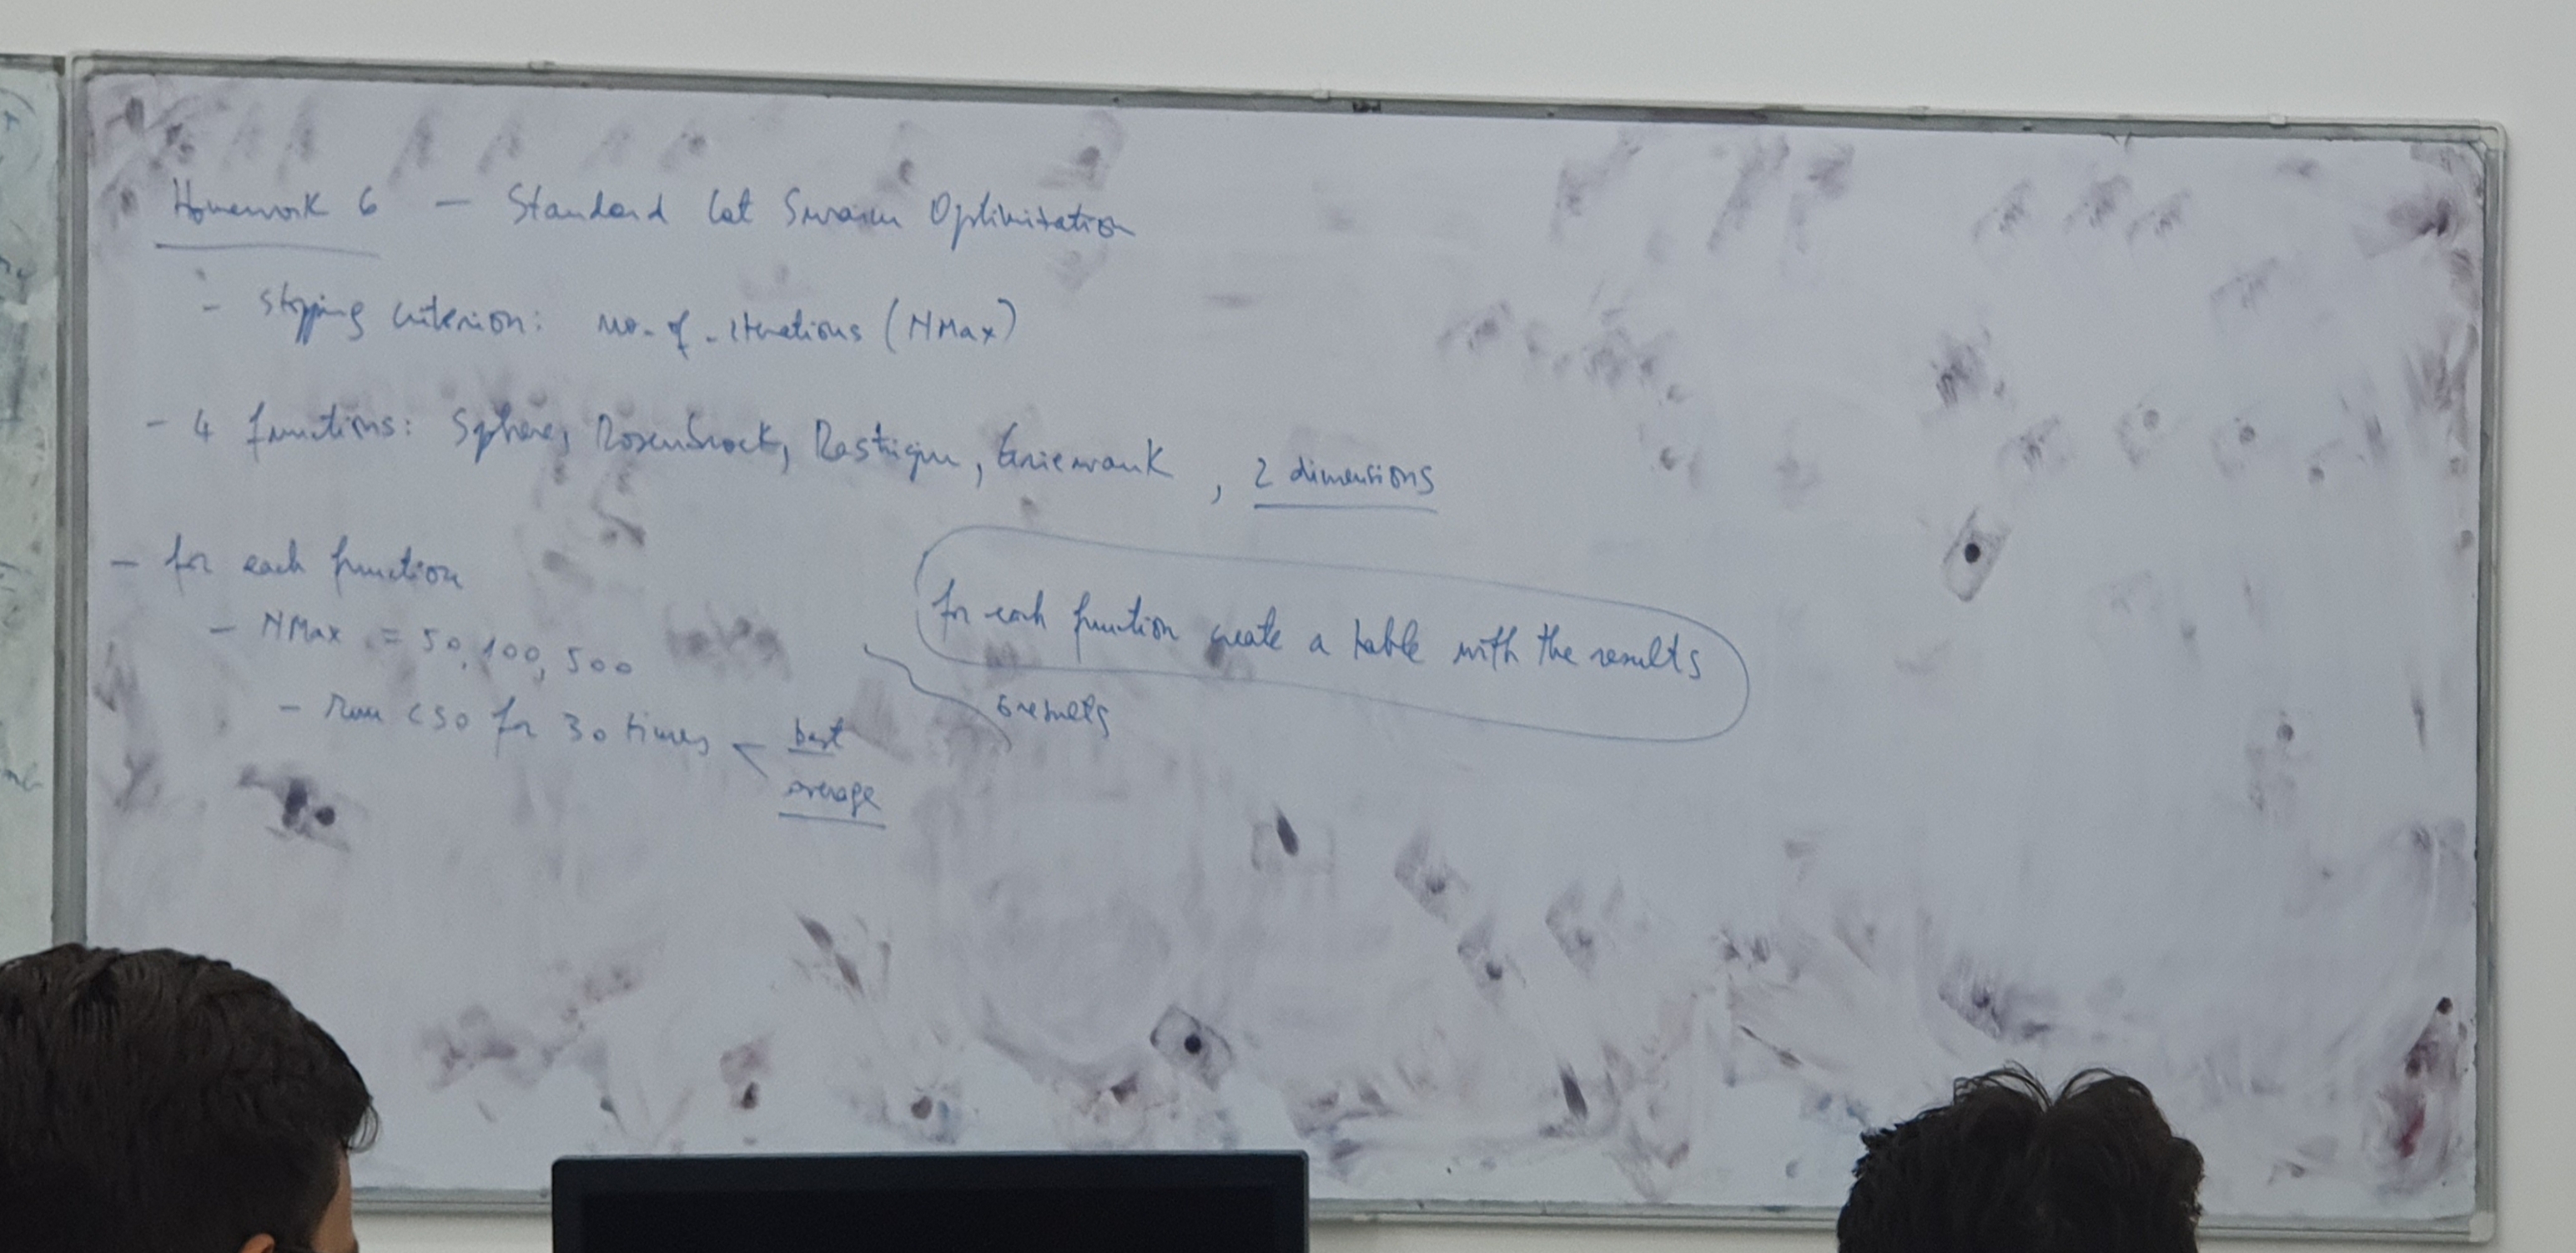 Homework 6 — Standard Cat Swarm Optimization
- stopping criterion: no. of. iterations (NMax)
- 4 functions: Sphere, Rosenbrock, Rastrigin, Griewank , 2 dimensions
- for each function
for each function create a table with the results
- NMax = 50, 100, 500
6 results
- Run CSO for 30 times < best
average